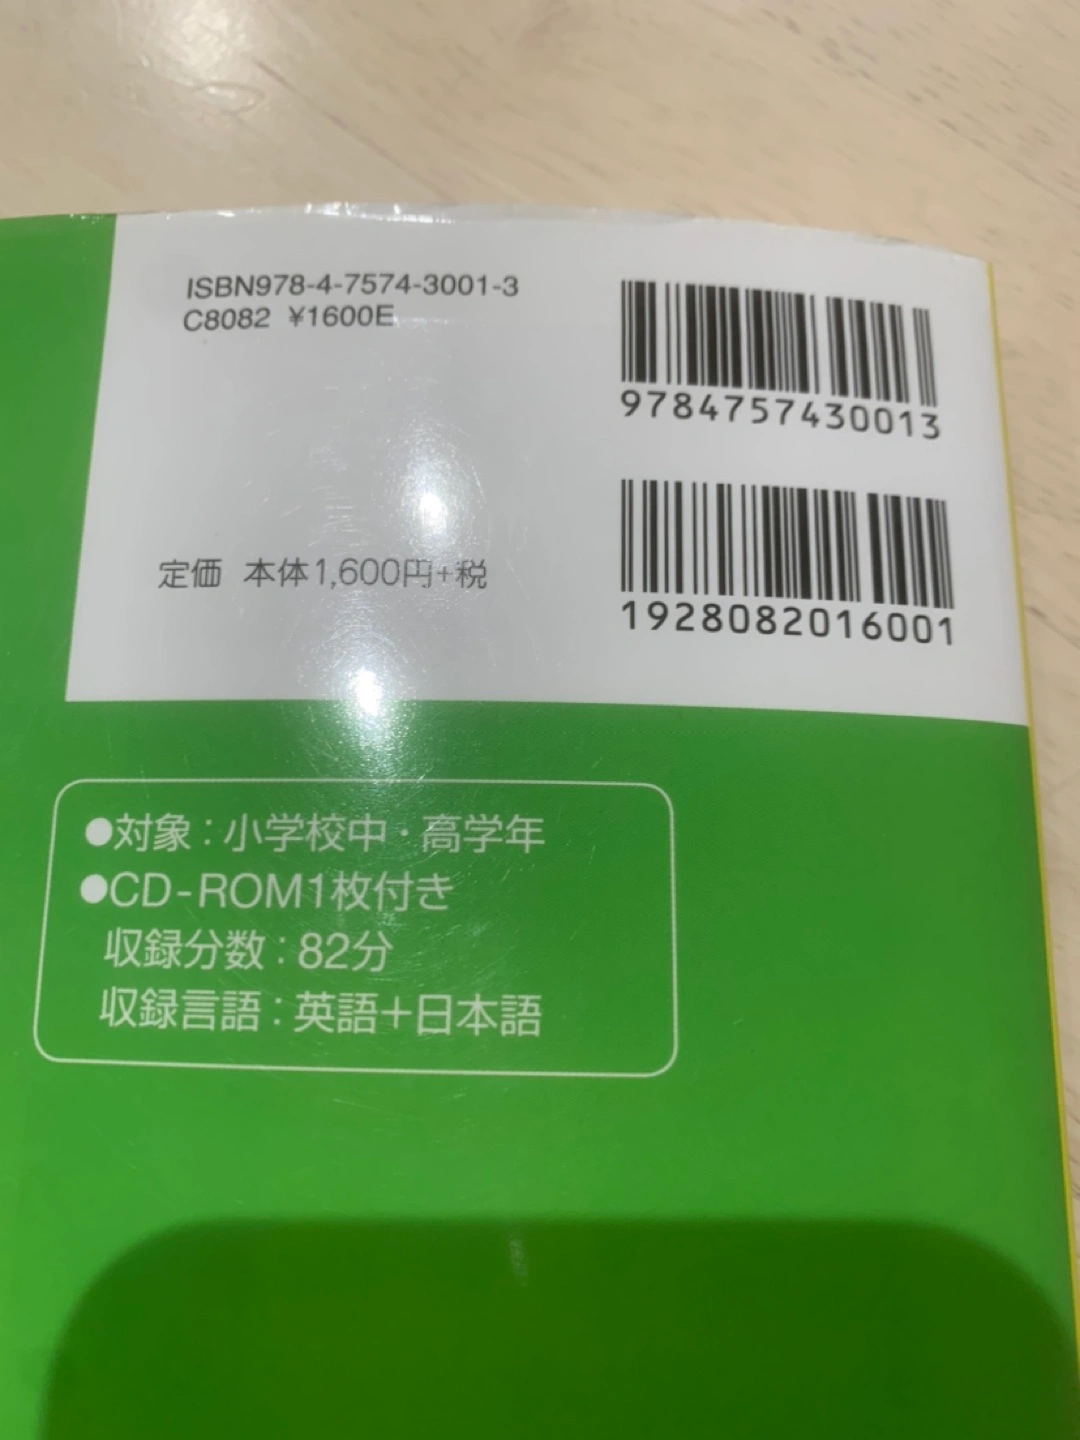 ISBN978-4-7574-3001-3
C8082 ¥1600E
9784757430013
定価 本体1,600円+税
1928082016001
●対象：小学校中・高学年
●CD-ROM1枚付き
収録分数：82分
収録言語：英語+日本語